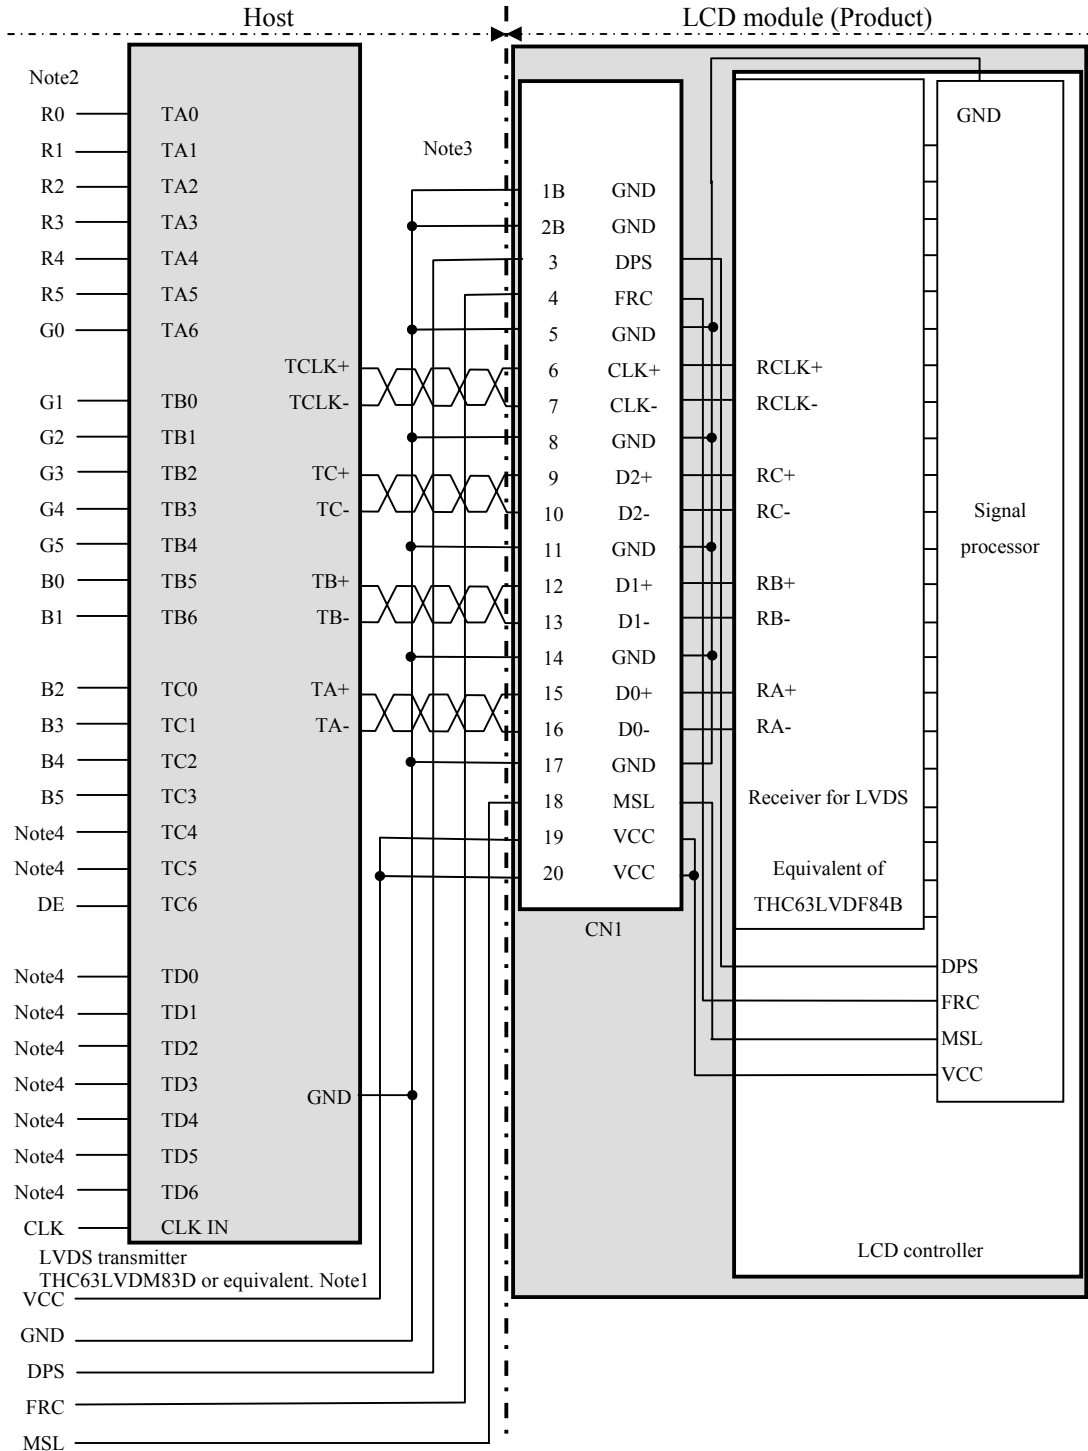 Host
LCD module (Product)
Note2
Note3
R0 TA0
R1 TA1
R2 TA2
R3 TA3
R4 TA4
R5 TA5
G0 TA6
TCLK+
G1 TB0 TCLK-
G2 TB1
G3 TB2 TC+
G4 TB3 TC-
G5 TB4
B0 TB5 TB+
B1 TB6 TB-
B2 TC0 TA+
B3 TC1 TA-
B4 TC2
B5 TC3
Note4 TC4
Note4 TC5
DE TC6
Note4 TD0
Note4 TD1
Note4 TD2
Note4 TD3
GND
Note4 TD4
Note4 TD5
Note4 TD6
CLK CLK IN
LVDS transmitter
THC63LVDM83D or equivalent. Note1
VCC
GND
DPS
FRC
MSL
1B GND
2B GND
3 DPS
4 FRC
5 GND
6 CLK+
7 CLK-
8 GND
9 D2+
10 D2-
11 GND
12 D1+
13 D1-
14 GND
15 D0+
16 D0-
17 GND
18 MSL
19 VCC
20 VCC
CN1
RCLK+
RCLK-
RC+
RC-
RB+
RB-
RA+
RA-
Receiver for LVDS
Equivalent of
THC63LVDF84B
GND
Signal
processor
DPS
FRC
MSL
VCC
LCD controller